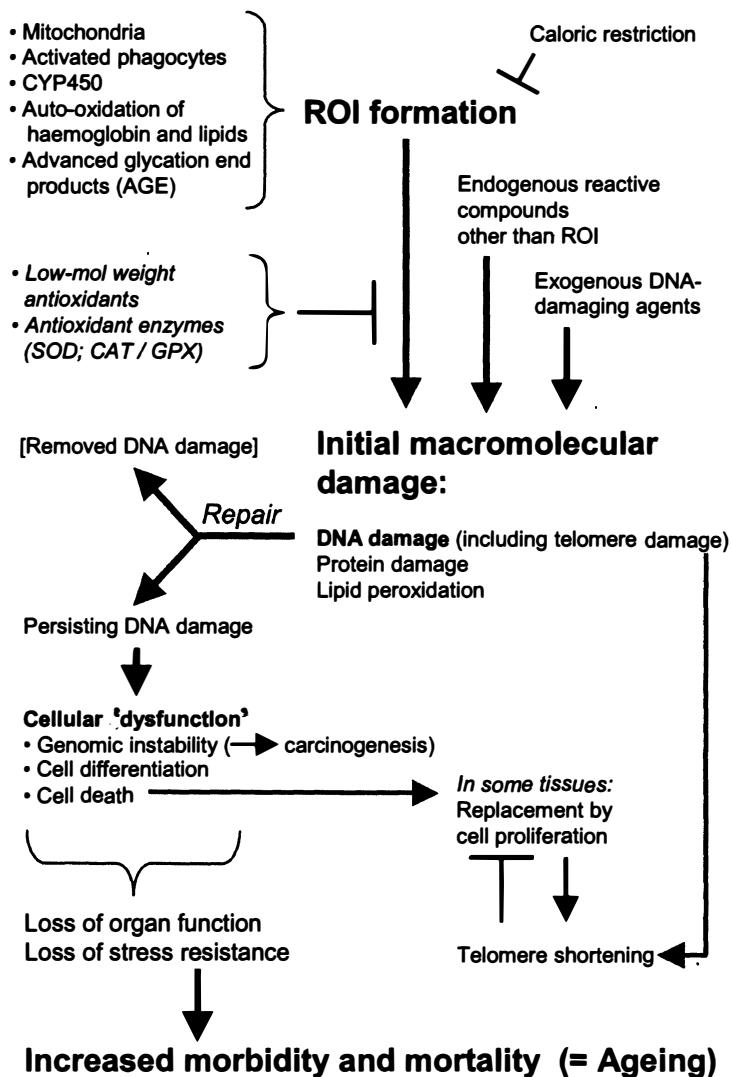 • Mitochondria
• Activated phagocytes
• CYP450
• Auto-oxidation of
haemoglobin and lipids
• Advanced glycation end
products (AGE)
ROI formation
Caloric restriction
Endogenous reactive
compounds
other than ROI
Exogenous DNA-
damaging agents
• Low-mol weight
antioxidants
• Antioxidant enzymes
(SOD; CAT / GPX)
[Removed DNA damage]
Repair
Initial macromolecular
damage:
DNA damage (including telomere damage)
Protein damage
Lipid peroxidation
Persisting DNA damage
Cellular 'dysfunction'
• Genomic instability (→ carcinogenesis)
• Cell differentiation
• Cell death
In some tissues:
Replacement by
cell proliferation
Loss of organ function
Loss of stress resistance
Telomere shortening
Increased morbidity and mortality (= Ageing)